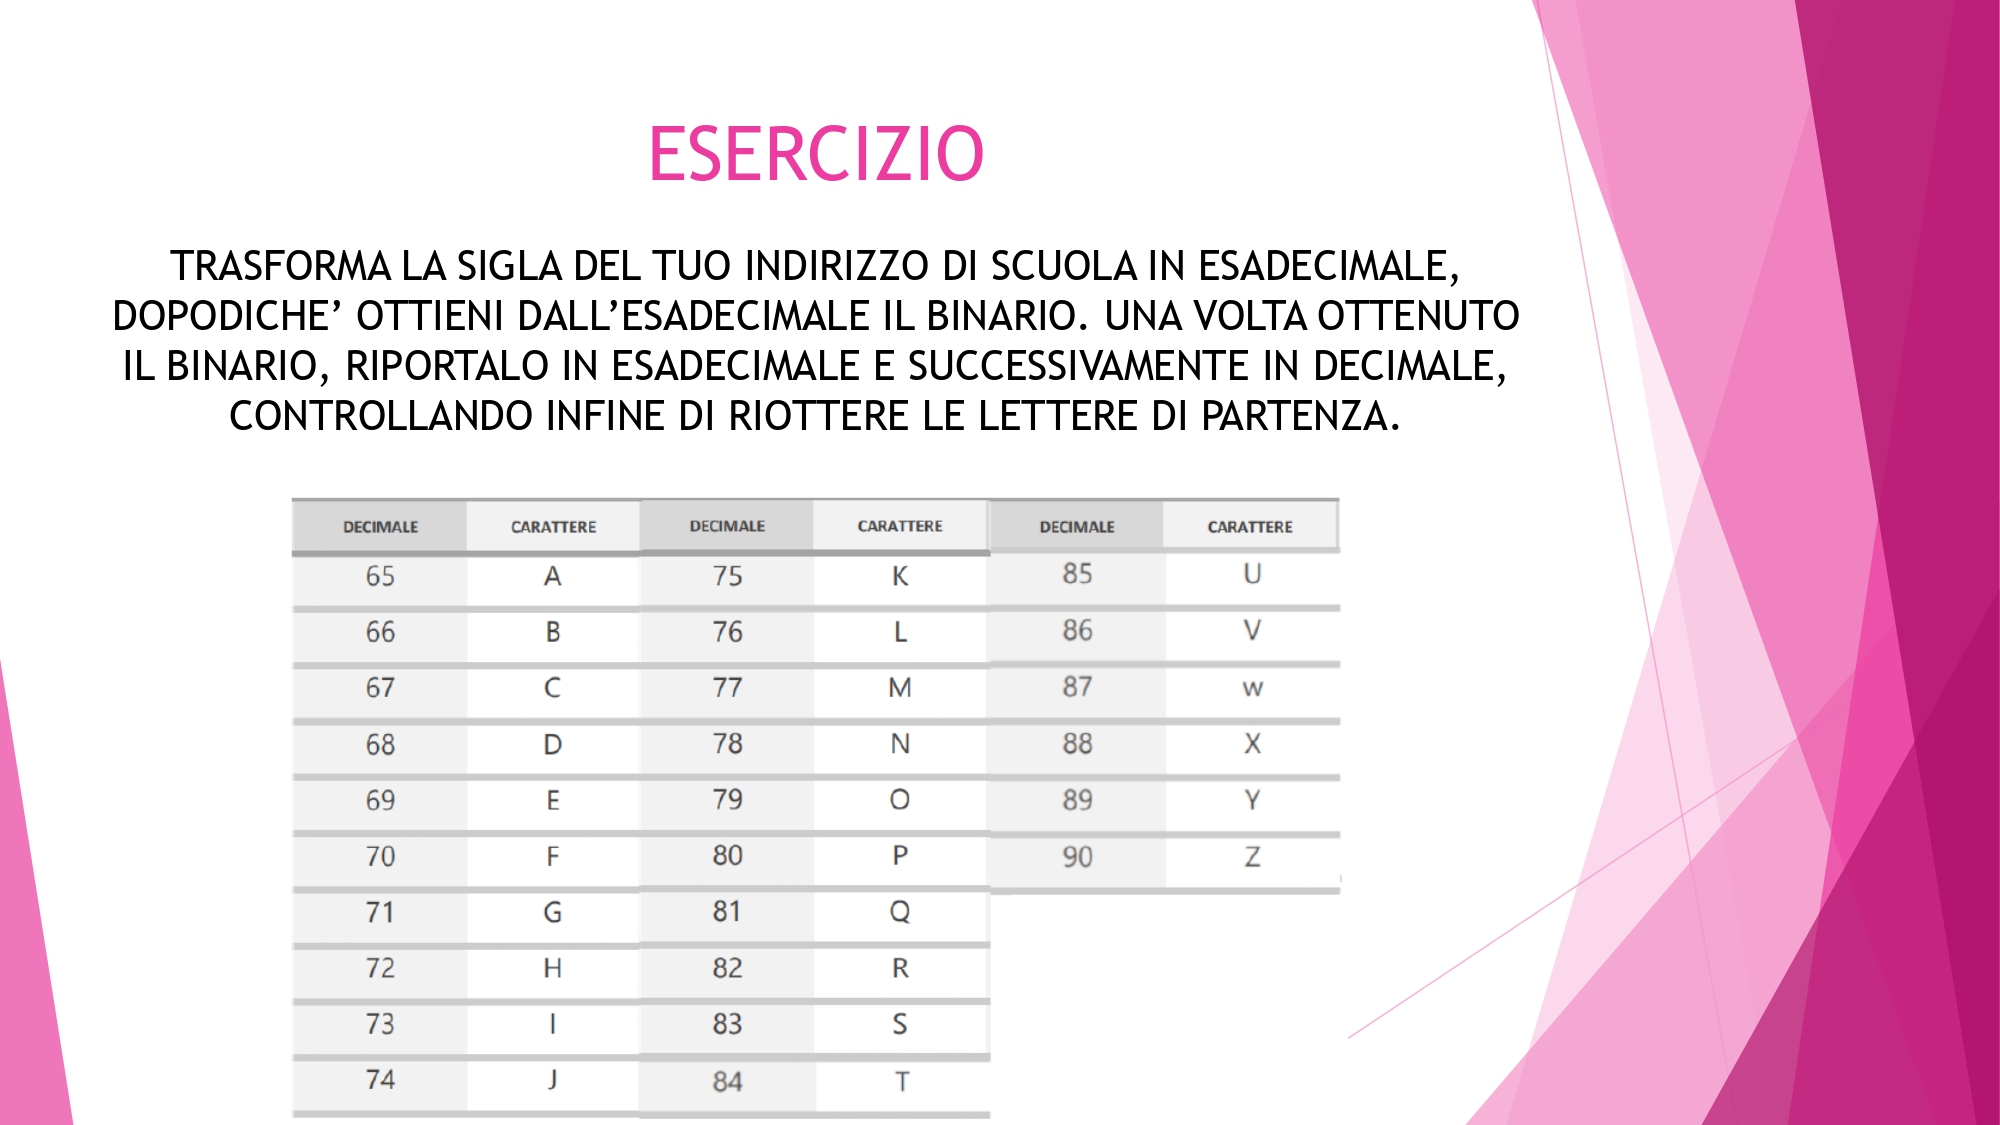 ESERCIZIO
TRASFORMA LA SIGLA DEL TUO INDIRIZZO DI SCUOLA IN ESADECIMALE,
DOPODICHE’ OTTIENI DALL’ESADECIMALE IL BINARIO. UNA VOLTA OTTENUTO
IL BINARIO, RIPORTALO IN ESADECIMALE E SUCCESSIVAMENTE IN DECIMALE,
CONTROLLANDO INFINE DI RIOTTERE LE LETTERE DI PARTENZA.
DECIMALE CARATTERE DECIMALE CARATTERE DECIMALE CARATTERE
65 A 75 K 85 U
66 B 76 L 86 V
67 C 77 M 87 w
68 D 78 N 88 X
69 E 79 O 89 Y
70 F 80 P 90 Z
71 G 81 Q
72 H 82 R
73 I 83 S
74 J 84 T